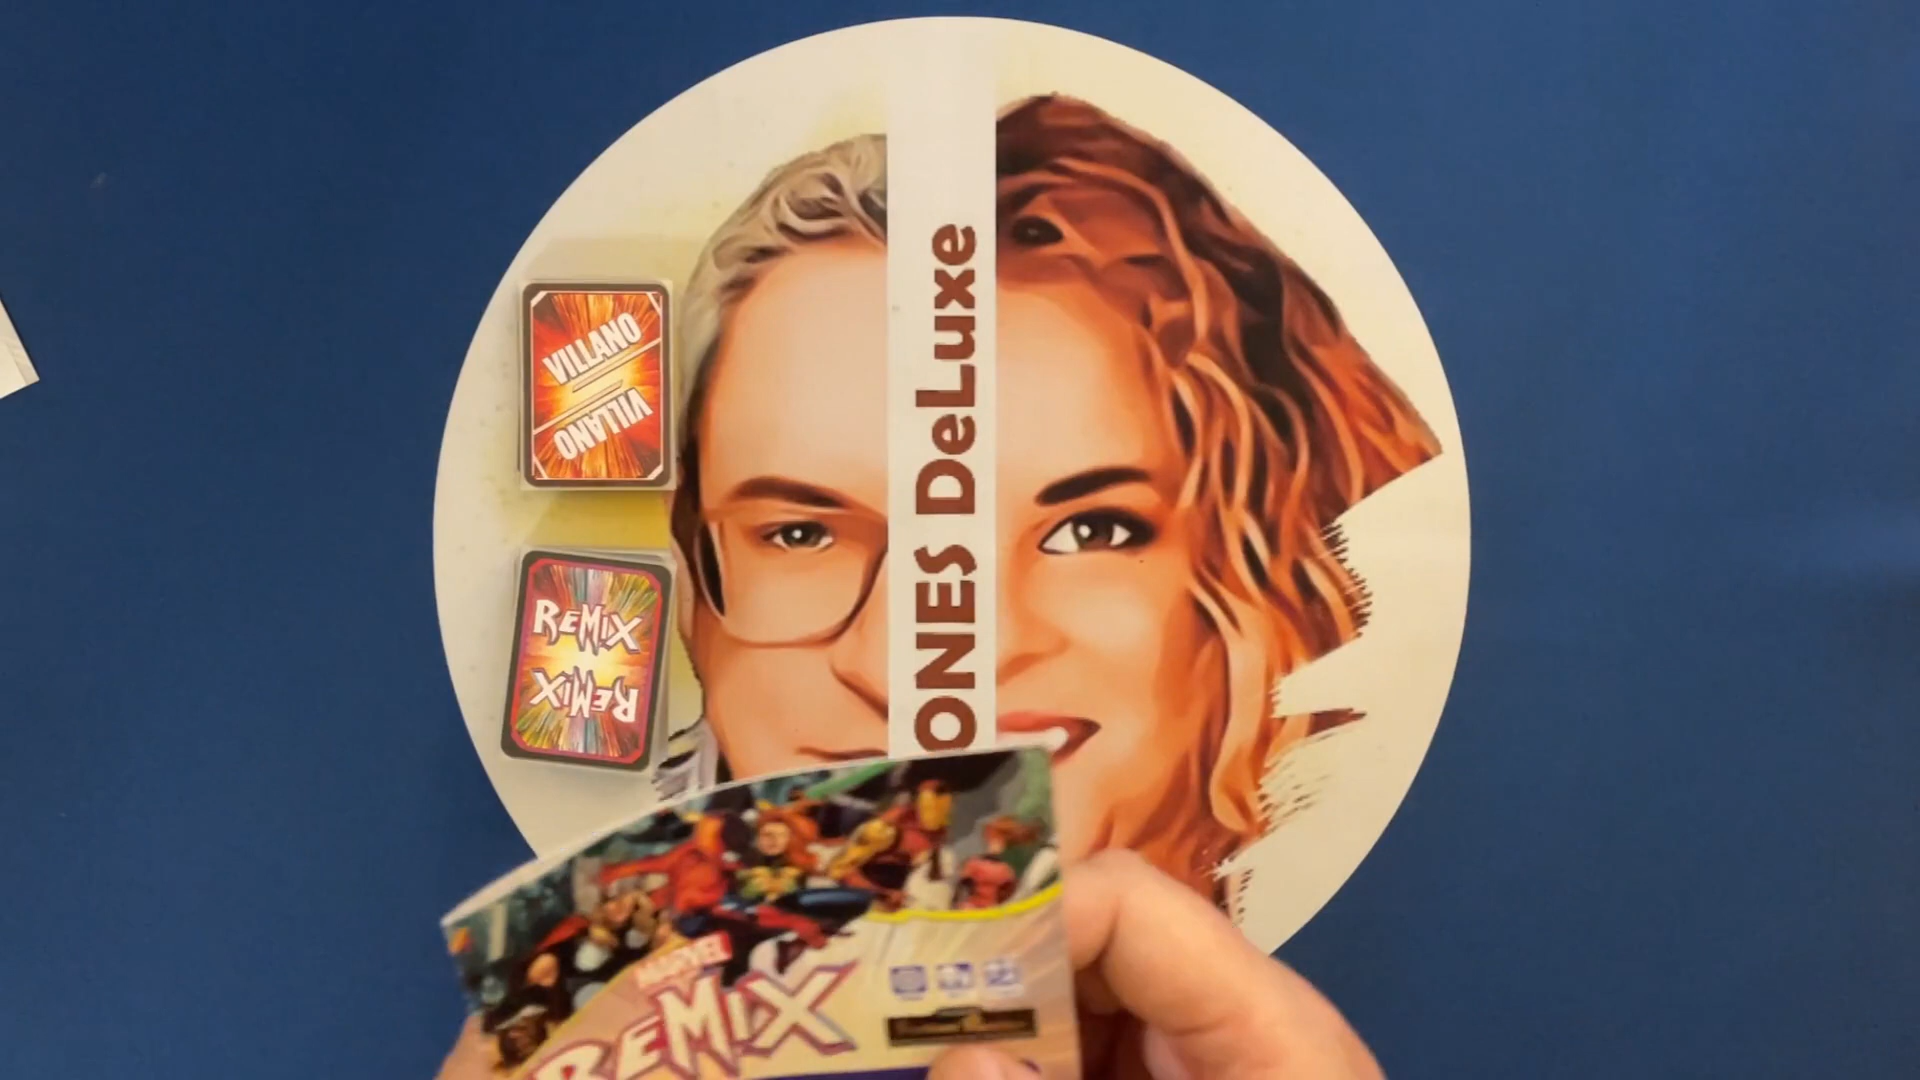 VILLANO
VILLANO
REMIX
REMIX
ONES DeLuxe
MARVEL
REMIX